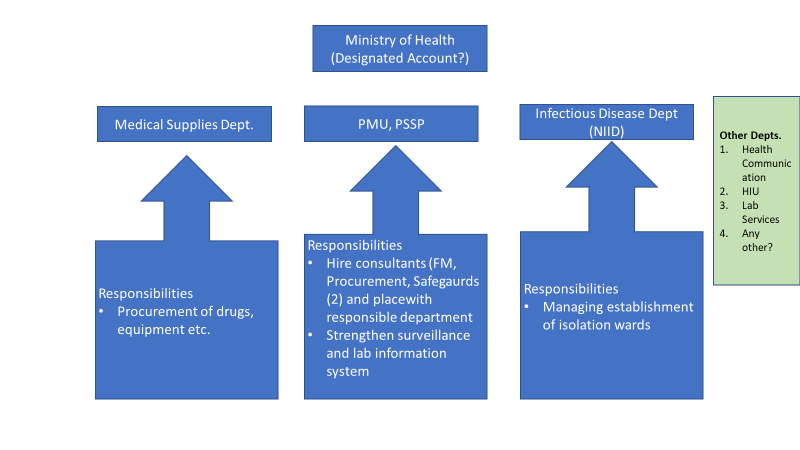 Ministry of Health
(Designated Account?)
Medical Supplies Dept.
PMU, PSSP
Infectious Disease Dept
(NIID)
Responsibilities
• Procurement of drugs,
equipment etc.
Responsibilities
• Hire consultants (FM,
Procurement, Safegaurds
(2) and placewith
responsible department
• Strengthen surveillance
and lab information
system
Responsibilities
• Managing establishment
of isolation wards
Other Depts.
1. Health
Communic
ation
2. HIU
3. Lab
Services
4. Any
other?